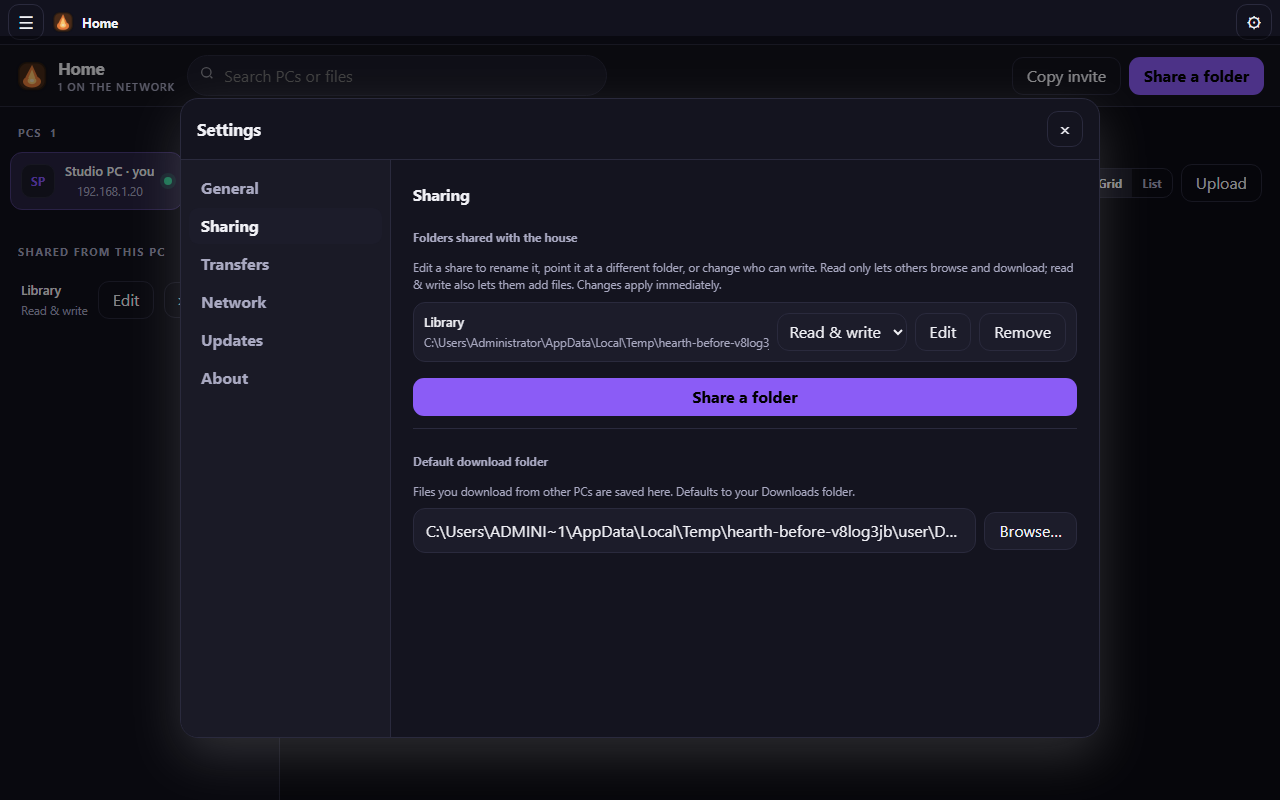 Home
Home
1 ON THE NETWORK
Search PCs or files
Copy invite
Share a folder
PCS 1
SP
Studio PC · you
192.168.1.20
Grid
List
Upload
SHARED FROM THIS PC
Library
Read & write
Edit
Settings
×
General
Sharing
Transfers
Network
Updates
About
Sharing
Folders shared with the house
Edit a share to rename it, point it at a different folder, or change who can write. Read only lets others browse and download; read
& write also lets them add files. Changes apply immediately.
Library
C:\Users\Administrator\AppData\Local\Temp\hearth-before-v8log3
Read & write
Edit
Remove
Share a folder
Default download folder
Files you download from other PCs are saved here. Defaults to your Downloads folder.
C:\Users\ADMINI~1\AppData\Local\Temp\hearth-before-v8log3jb\user\D...
Browse...